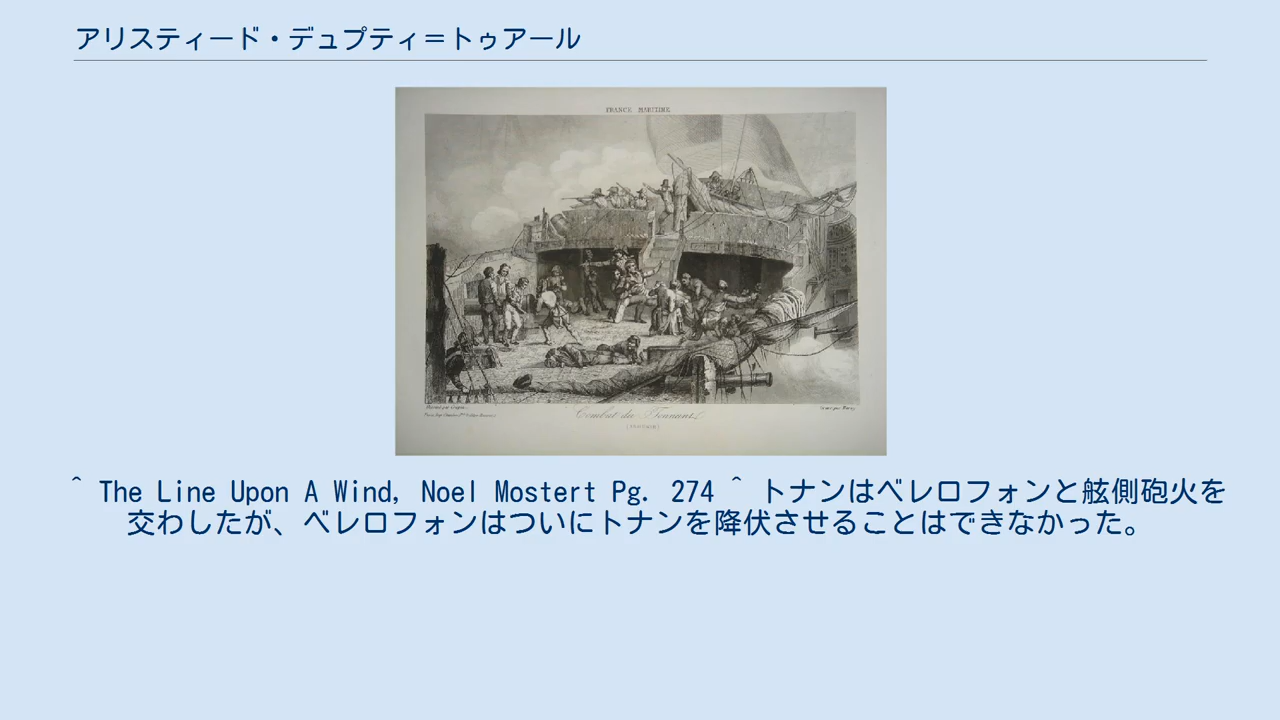 アリスティード・デュプティ＝トゥアール
FRANCE MARITIME
Combat du Tonnant.
^ The Line Upon A Wind, Noel Mostert Pg. 274 ^ トナンはベレロフォンと舷側砲火を
交わしたが、ベレロフォンはついにトナンを降伏させることはできなかった。